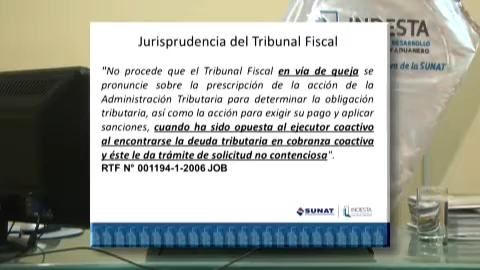 Jurisprudencia del Tribunal Fiscal
"No procede que el Tribunal Fiscal en vía de queja se
pronuncie sobre la prescripción de la acción de la
Administración Tributaria para determinar la obligación
tributaria, así como la acción para exigir su pago y aplicar
sanciones, cuando ha sido opuesta al ejecutor coactivo
al encontrarse la deuda tributaria en cobranza coactiva
y éste le da trámite de solicitud no contenciosa".
RTF N° 001194-1-2006 JOB
SUNAT
INDESTA
INDESTA
DESARROLLO
ADUANERO
de la SUNAT